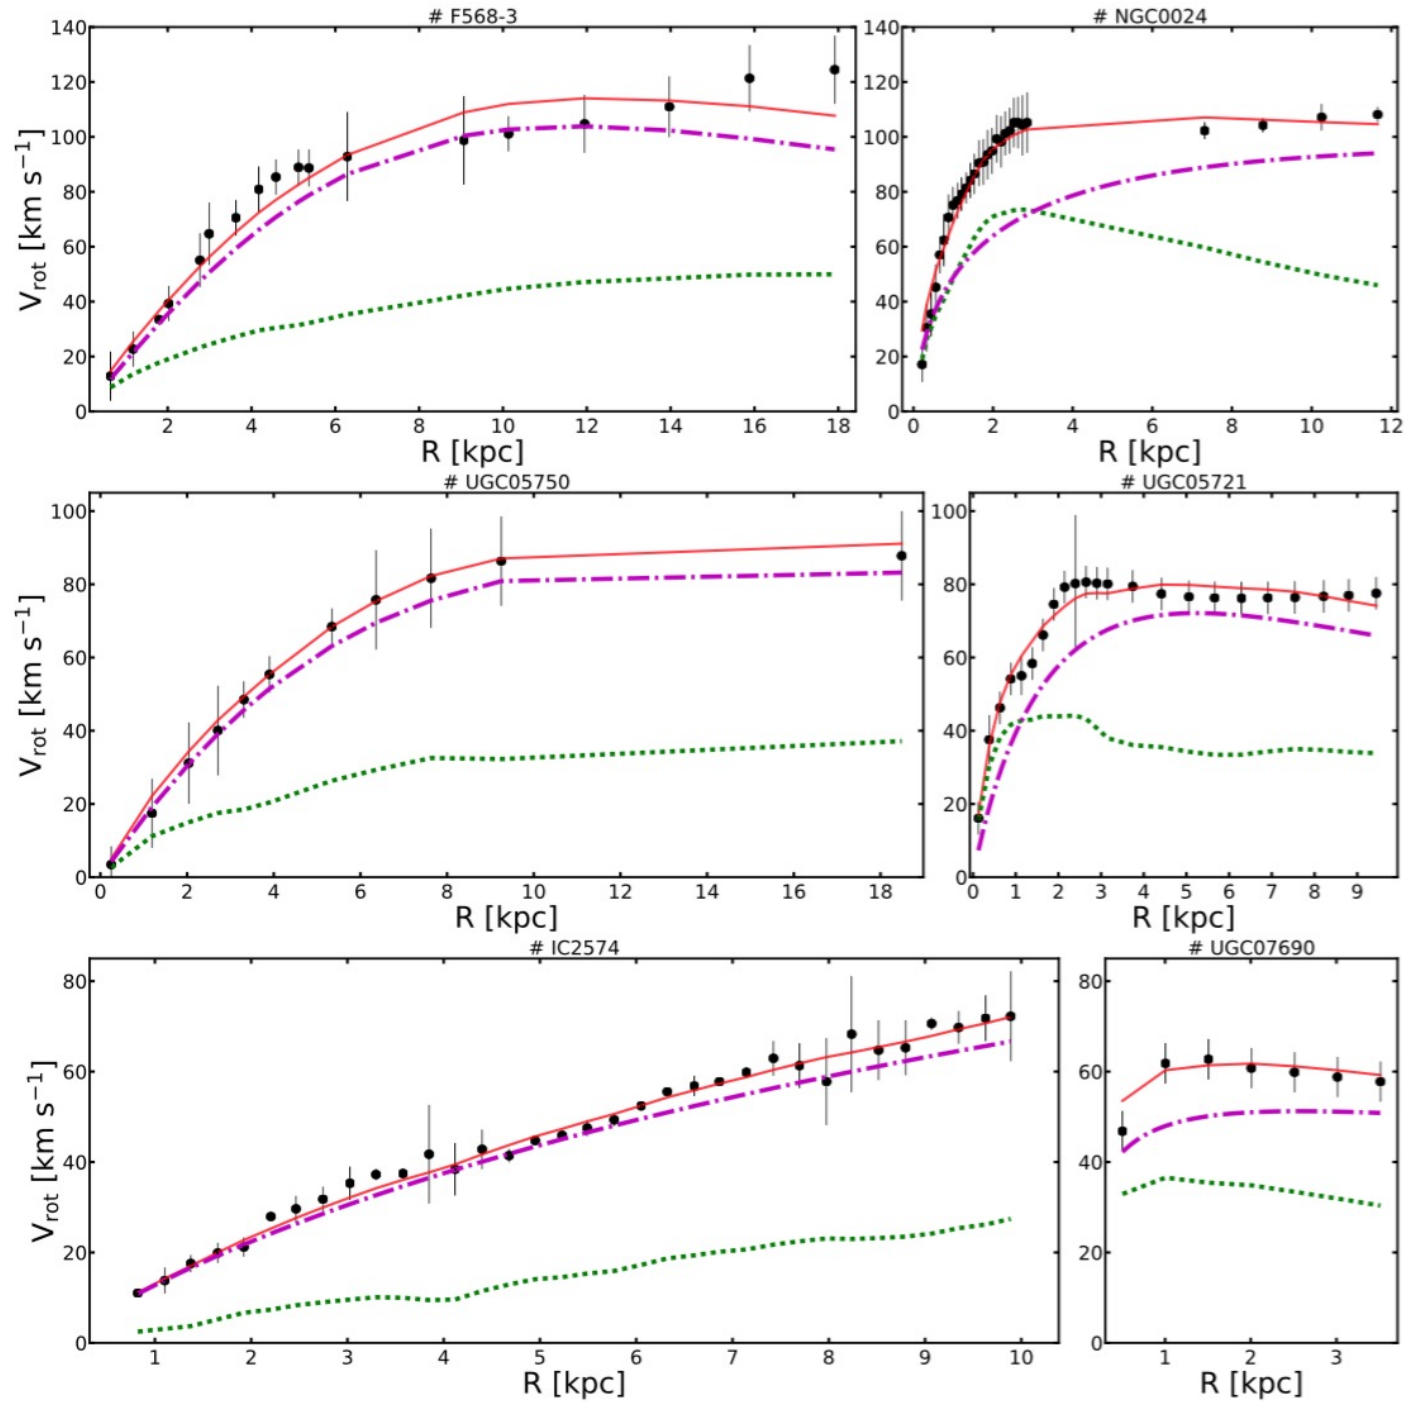 # F568-3
# NGC0024
140
120
100
80
60
40
20
0
V_rot [km s⁻¹]
2 4 6 8 10 12 14 16 18
R [kpc]
140
120
100
80
60
40
20
0
0 2 4 6 8 10 12
R [kpc]
# UGC05750
# UGC05721
100
80
60
40
20
0
V_rot [km s⁻¹]
0 2 4 6 8 10 12 14 16 18
R [kpc]
100
80
60
40
20
0
0 1 2 3 4 5 6 7 8 9
R [kpc]
# IC2574
# UGC07690
80
60
40
20
0
V_rot [km s⁻¹]
1 2 3 4 5 6 7 8 9 10
R [kpc]
80
60
40
20
0
1 2 3
R [kpc]